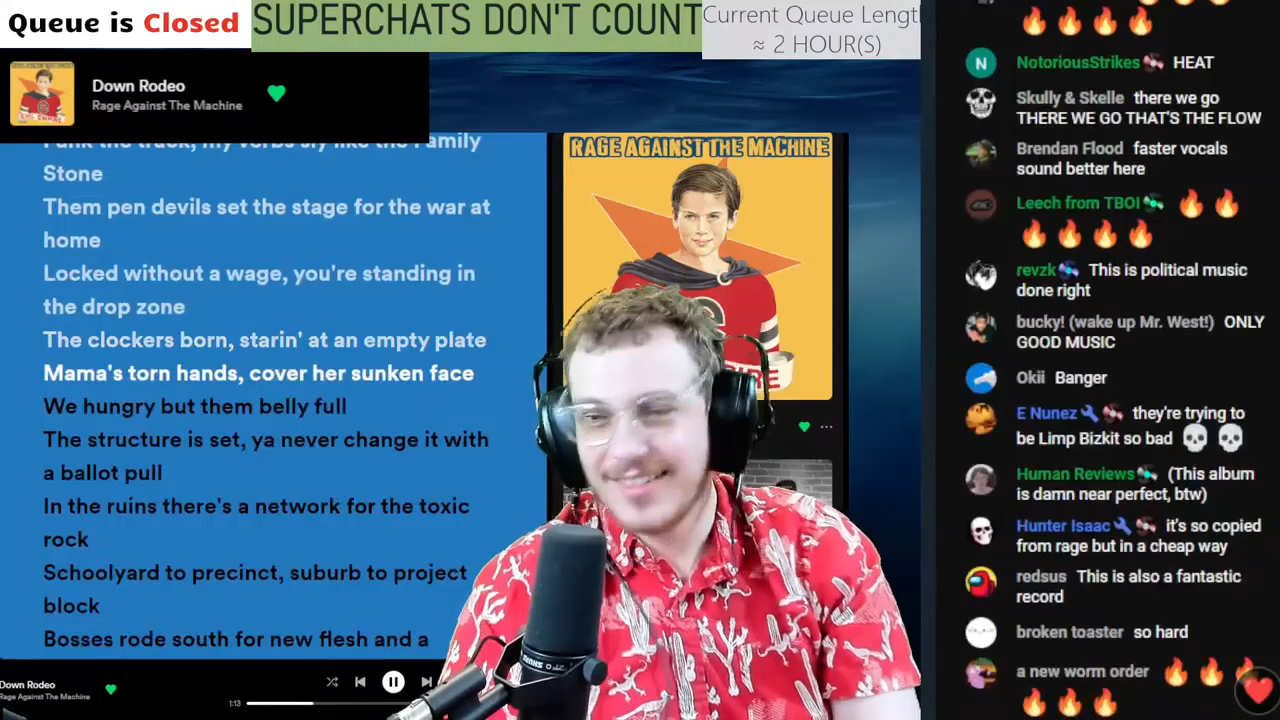 Queue is Closed
SUPERCHATS DON'T COUNT
Current Queue Lengt
≈ 2 HOUR(S)
Down Rodeo
Rage Against The Machine
Stone
Them pen devils set the stage for the war at
home
Locked without a wage, you're standing in
the drop zone
The clockers born, starin' at an empty plate
Mama's torn hands, cover her sunken face
We hungry but them belly full
The structure is set, ya never change it with
a ballot pull
In the ruins there's a network for the toxic
rock
Schoolyard to precinct, suburb to project
block
Bosses rode south for new flesh and a
RAGE AGAINST THE MACHINE
Down Rodeo
Rage Against The Machine
1:13
SHURE
N
NotoriousStrikes HEAT
Skully & Skelle there we go
THERE WE GO THAT'S THE FLOW
Brendan Flood faster vocals
sound better here
Leech from TBOI
revzk This is political music
done right
bucky! (wake up Mr. West!) ONLY
GOOD MUSIC
Okii Banger
E Nunez they're trying to
be Limp Bizkit so bad
Human Reviews (This album
is damn near perfect, btw)
Hunter Isaac it's so copied
from rage but in a cheap way
redsus This is also a fantastic
record
broken toaster so hard
a new worm order